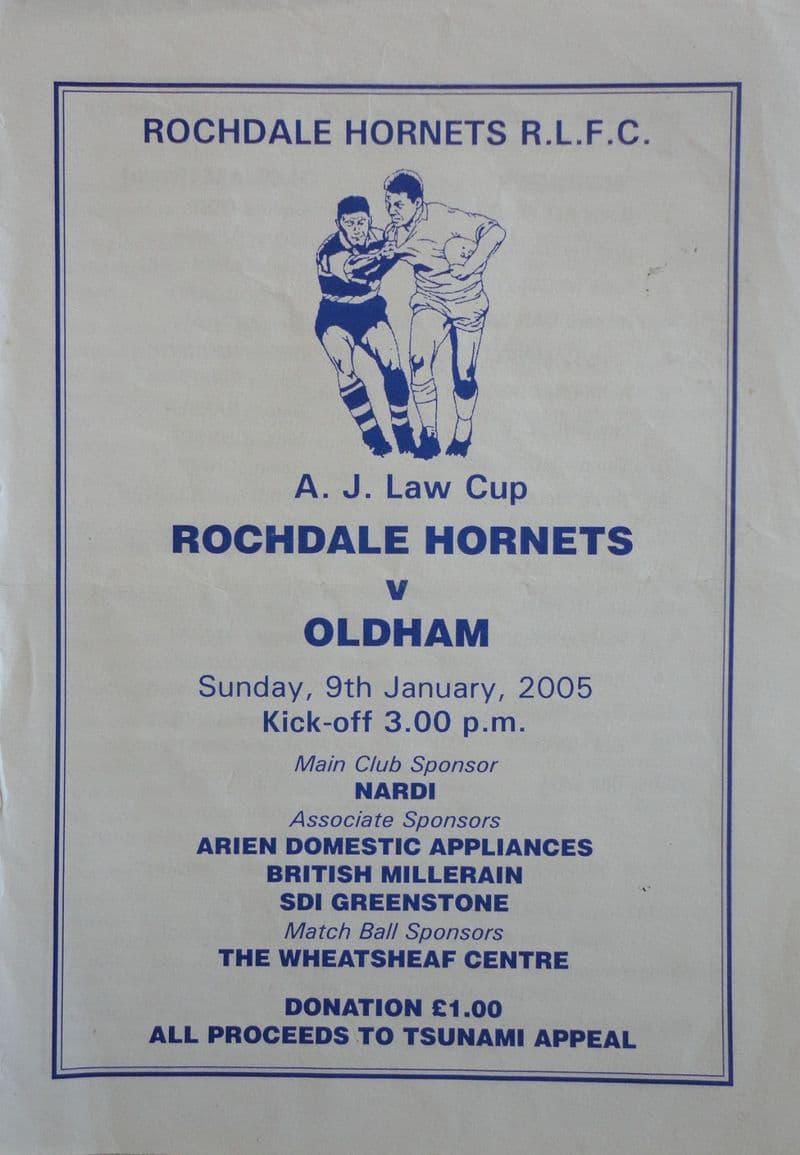 ROCHDALE HORNETS R.L.F.C.
A. J. Law Cup
ROCHDALE HORNETS
v
OLDHAM
Sunday, 9th January, 2005
Kick-off 3.00 p.m.
Main Club Sponsor
NARDI
Associate Sponsors
ARIEN DOMESTIC APPLIANCES
BRITISH MILLERAIN
SDI GREENSTONE
Match Ball Sponsors
THE WHEATSHEAF CENTRE
DONATION £1.00
ALL PROCEEDS TO TSUNAMI APPEAL